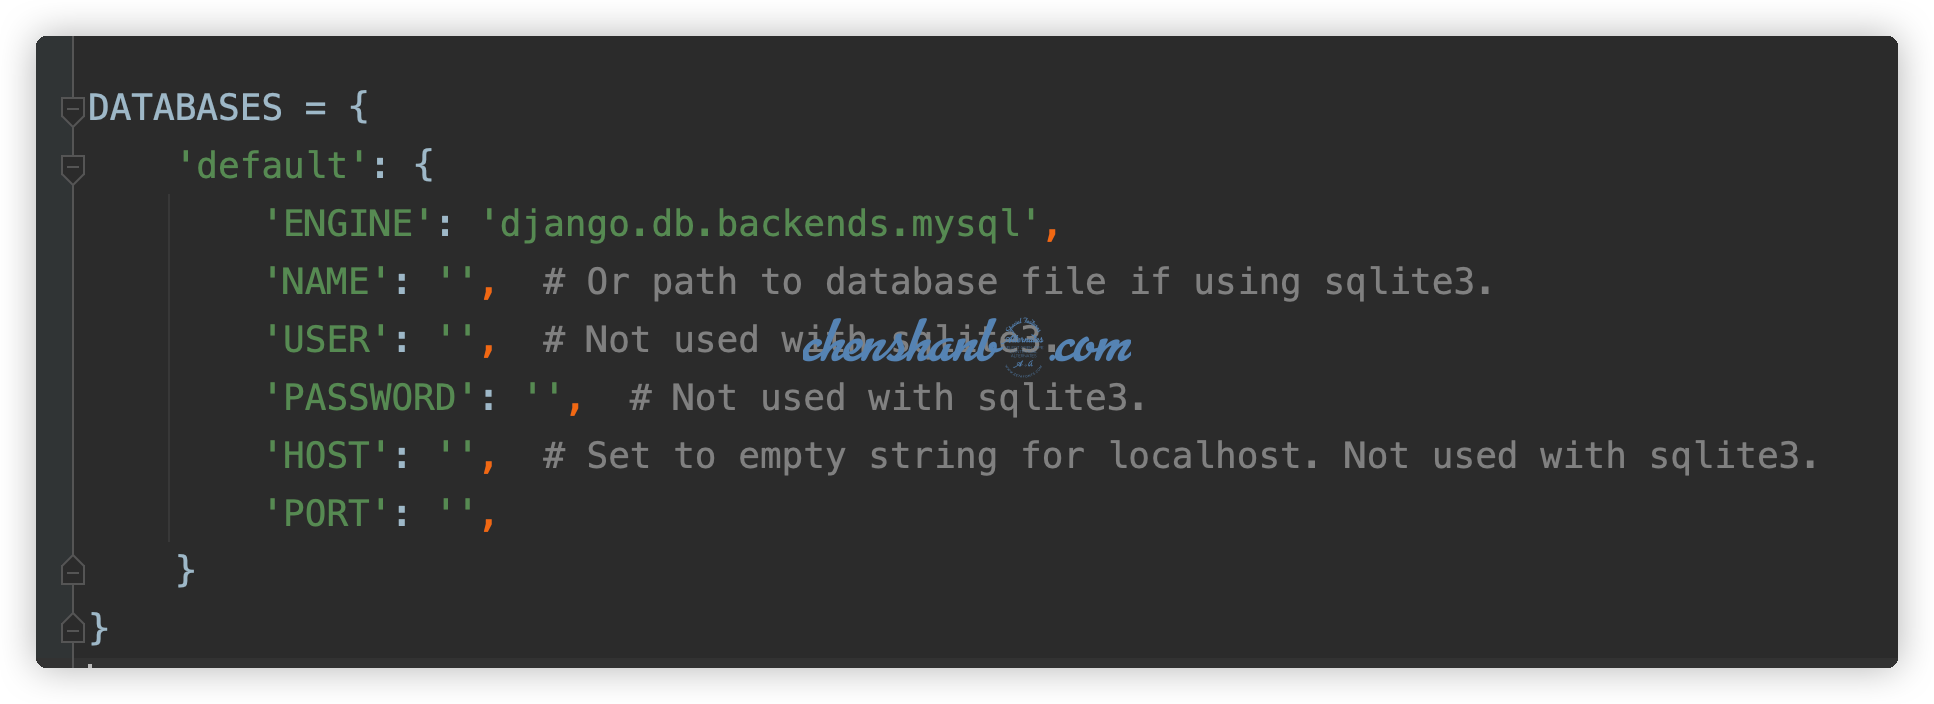 DATABASES = {
    'default': {
        'ENGINE': 'django.db.backends.mysql',
        'NAME': '',  # Or path to database file if using sqlite3.
        'USER': '',  # Not used with sqlite3.
        'PASSWORD': '',  # Not used with sqlite3.
        'HOST': '',  # Set to empty string for localhost. Not used with sqlite3.
        'PORT': '',
    }
}
chenshanb .com